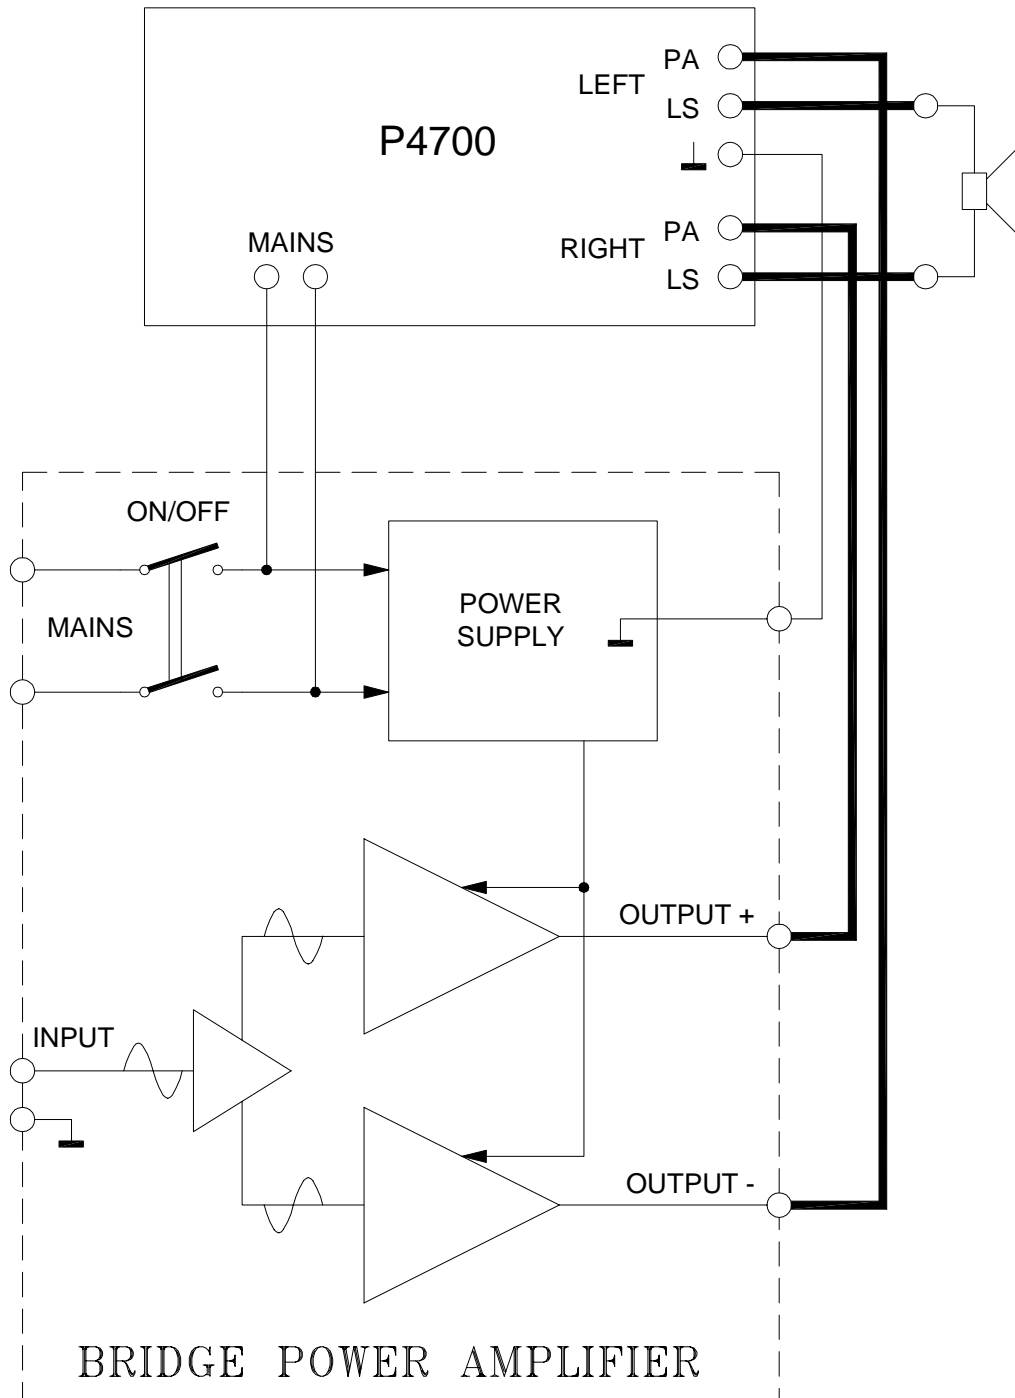 PA
LEFT
LS
P4700
PA
MAINS
RIGHT
LS
ON/OFF
POWER
SUPPLY
MAINS
OUTPUT +
INPUT
OUTPUT -
BRIDGE POWER AMPLIFIER